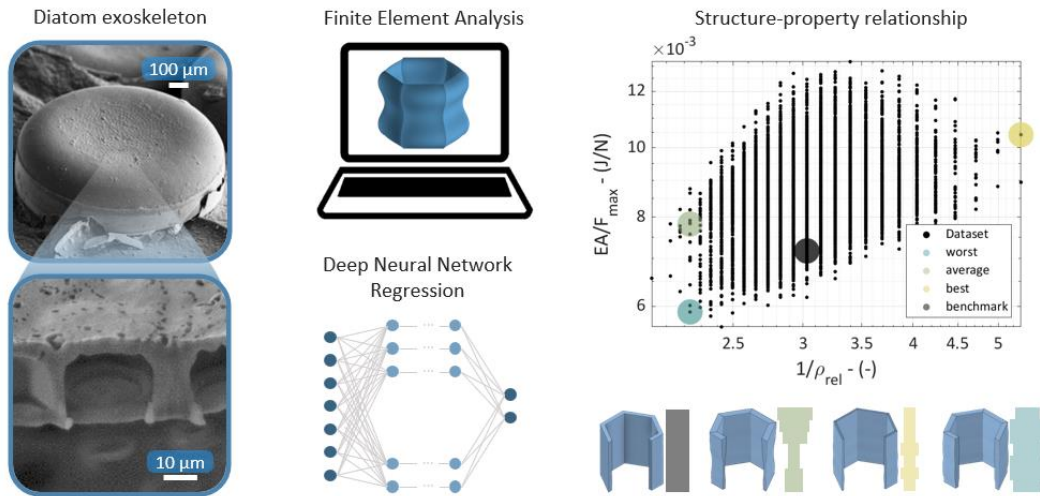 Diatom exoskeleton
100 μm
10 μm
Finite Element Analysis
Deep Neural Network
Regression
Structure-property relationship
×10⁻³
12
10
8
6
EA/F_max - (J/N)
2.5 3 3.5 4 4.5 5
1/ρ_rel - (-)
Dataset
worst
average
best
benchmark